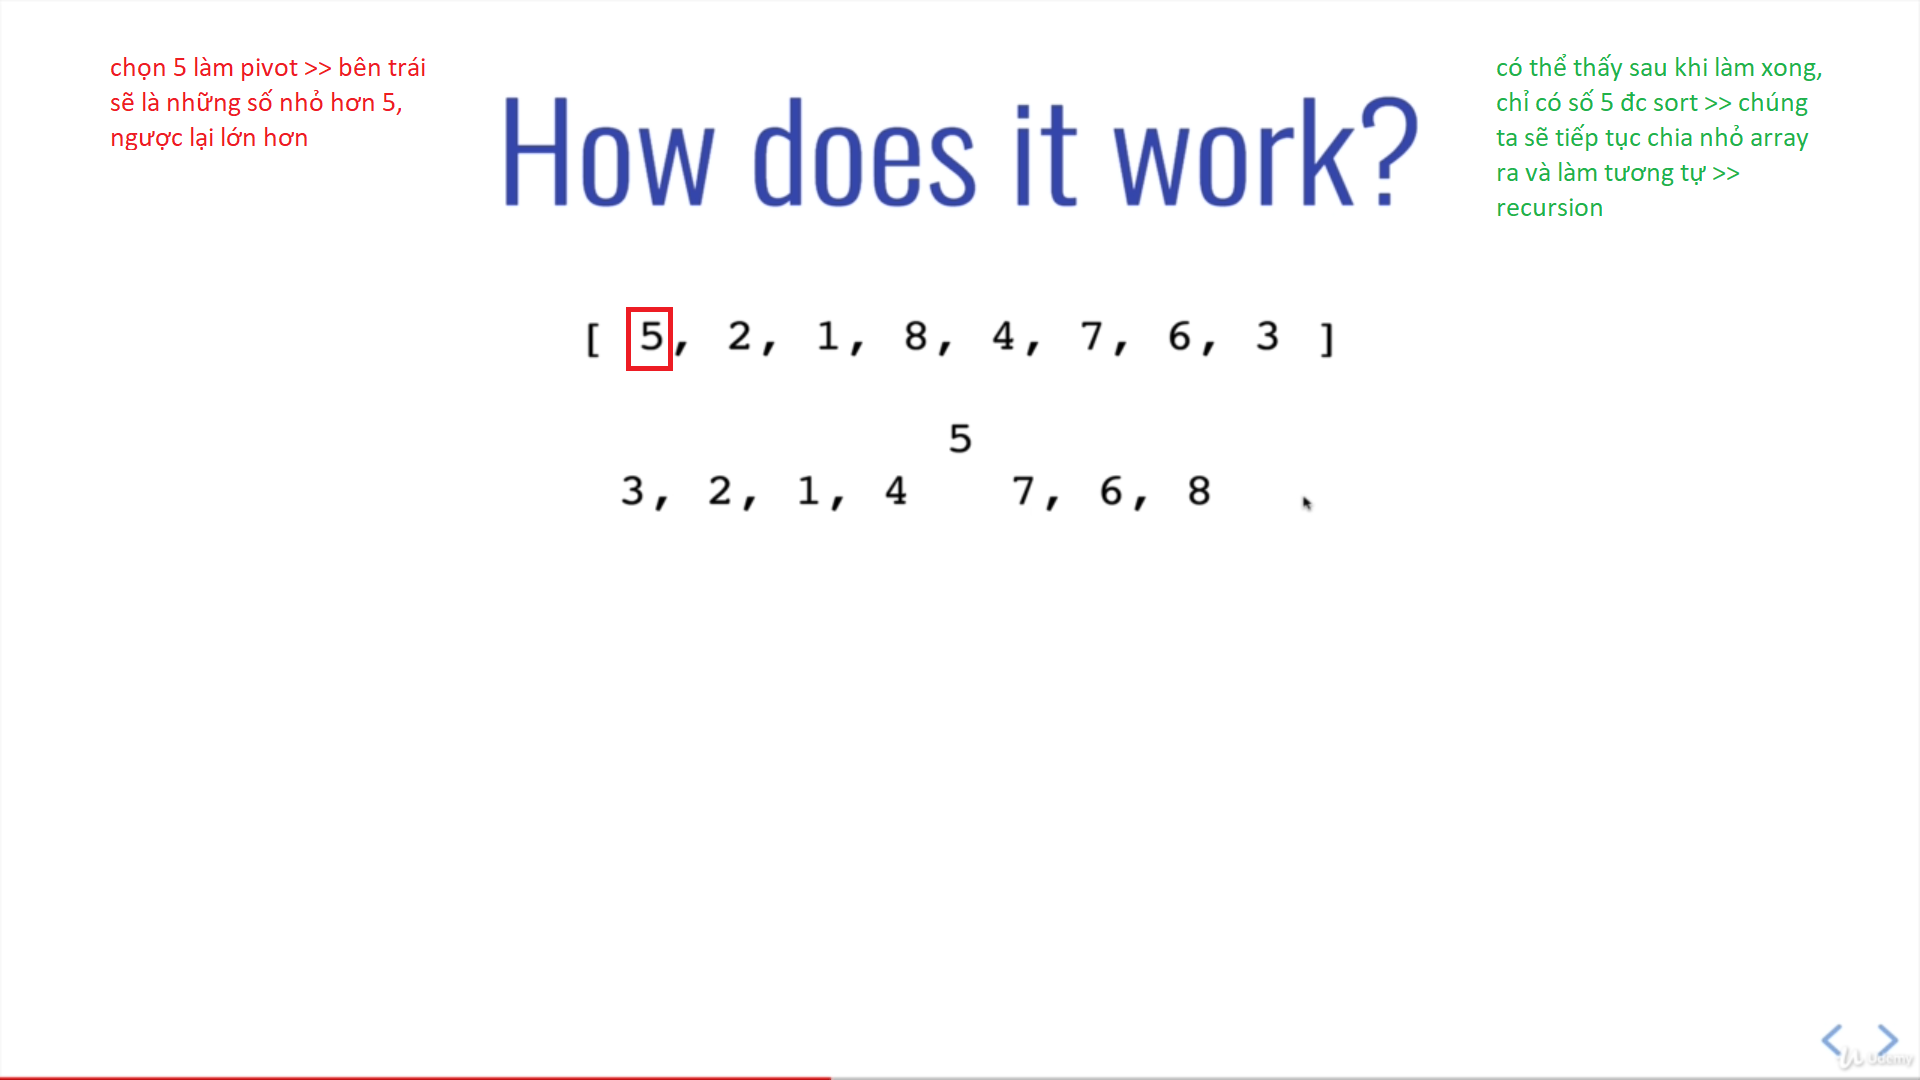 chọn 5 làm pivot >> bên trái
sẽ là những số nhỏ hơn 5,
ngược lại lớn hơn
How does it work?
có thể thấy sau khi làm xong,
chỉ có số 5 đc sort >> chúng
ta sẽ tiếp tục chia nhỏ array
ra và làm tương tự >>
recursion
[ 5, 2, 1, 8, 4, 7, 6, 3 ]
5
3, 2, 1, 4 7, 6, 8
Udemy